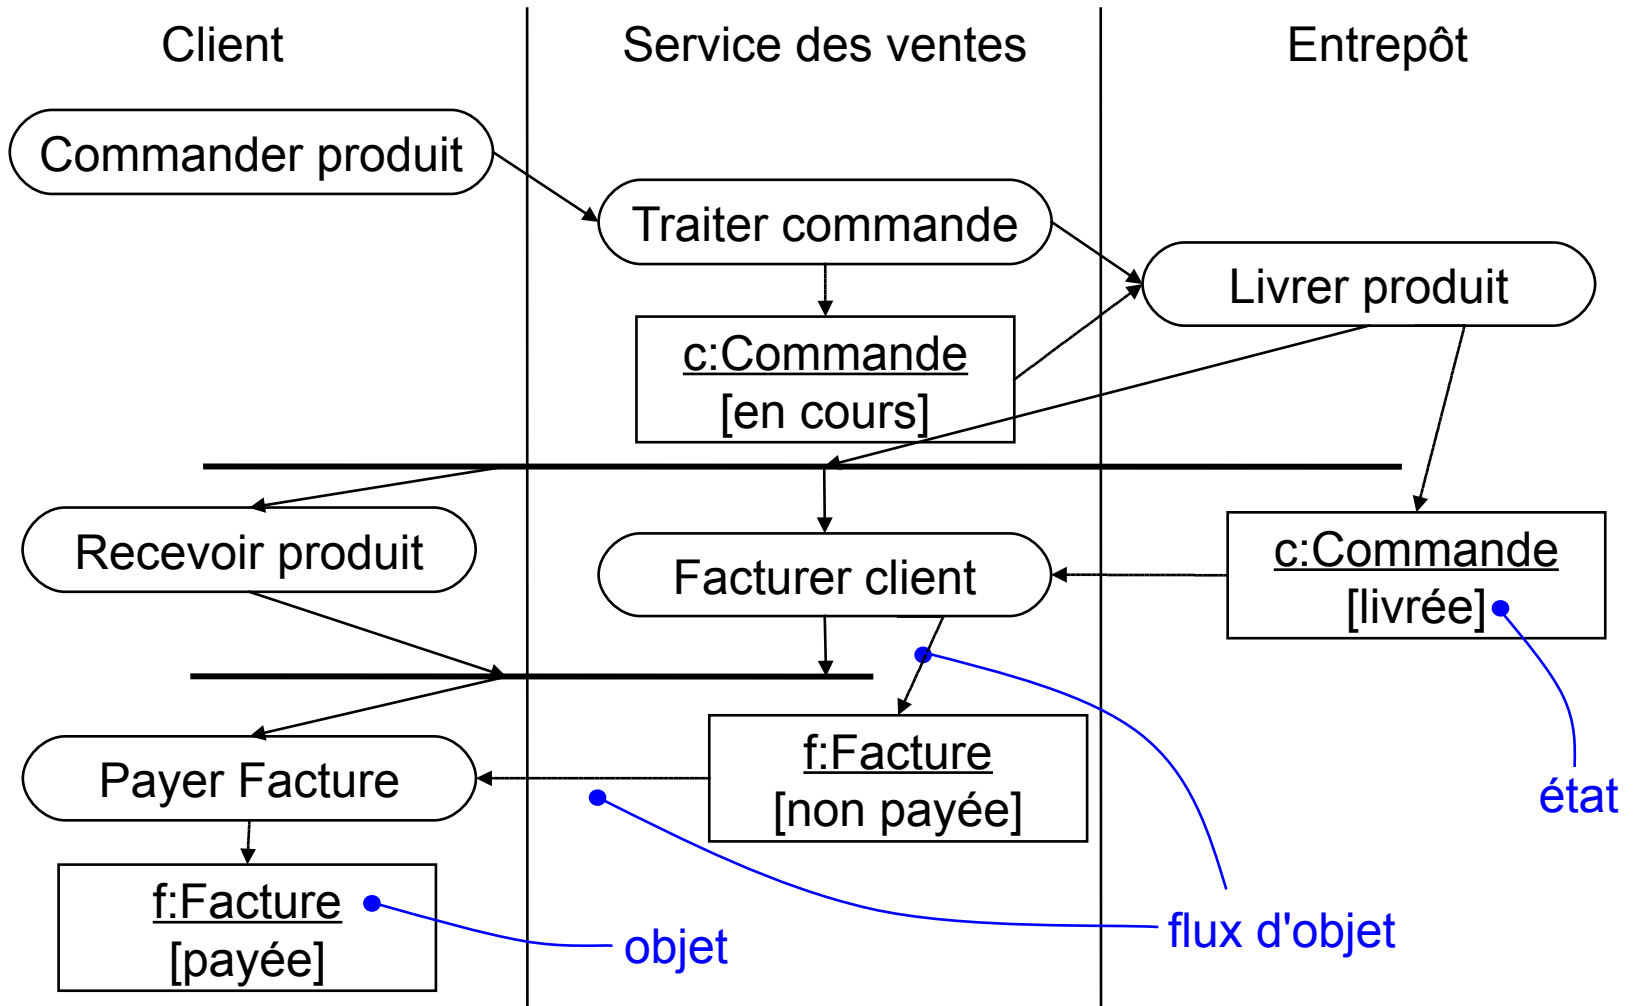 Client
Service des ventes
Entrepôt
Commander produit
Traiter commande
Livrer produit
c:Commande
[en cours]
Recevoir produit
Facturer client
c:Commande
[livrée]
Payer Facture
f:Facture
[non payée]
état
f:Facture
[payée]
objet
flux d'objet